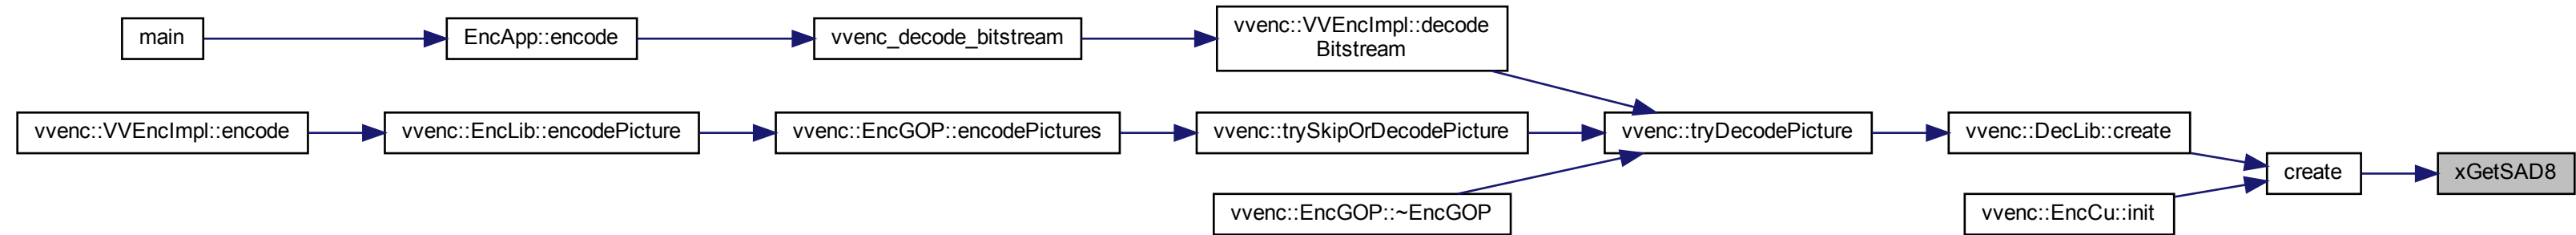 main
EncApp::encode
vvenc_decode_bitstream
vvenc::VVEncImpl::decode
Bitstream
vvenc::VVEncImpl::encode
vvenc::EncLib::encodePicture
vvenc::EncGOP::encodePictures
vvenc::trySkipOrDecodePicture
vvenc::tryDecodePicture
vvenc::DecLib::create
create
xGetSAD8
vvenc::EncGOP::~EncGOP
vvenc::EncCu::init